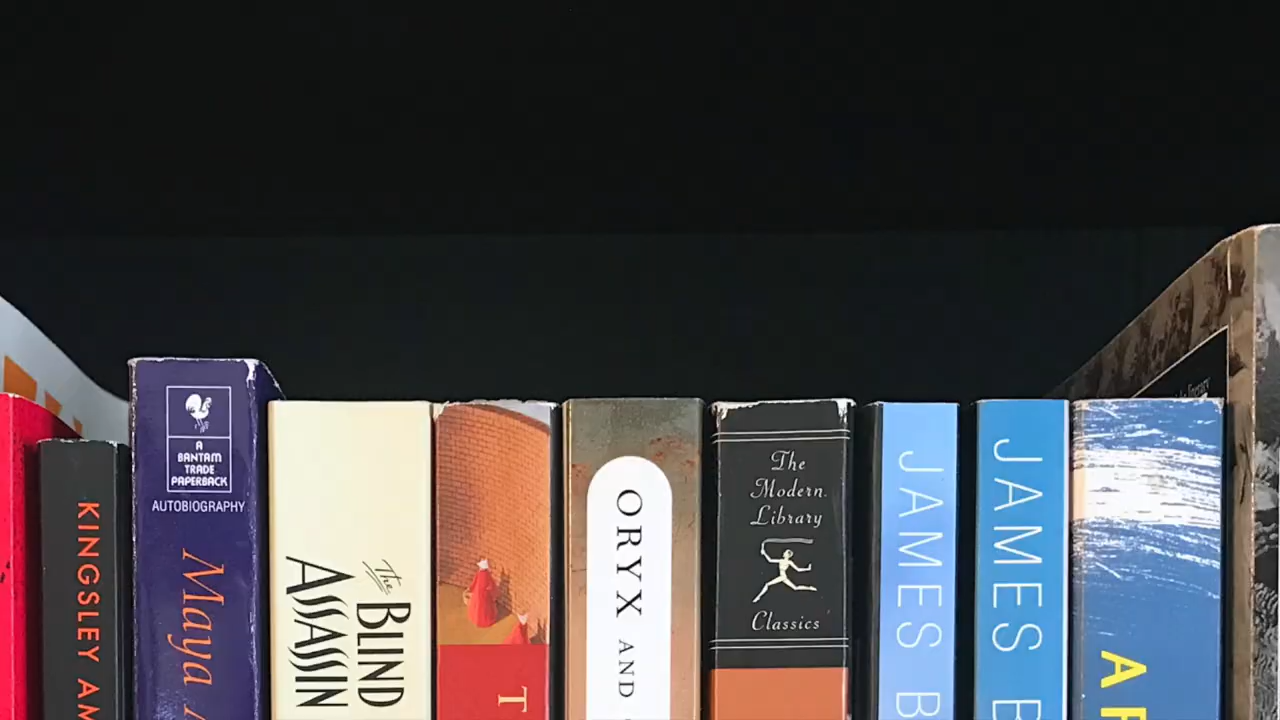 KINGSLEY AM
A
BANTAM
TRADE
PAPERBACK
AUTOBIOGRAPHY
Maya
The BLIND
ASSASSIN
T
ORYX AND
The
Modern
Library
Classics
JAMES B
JAMES B
A F